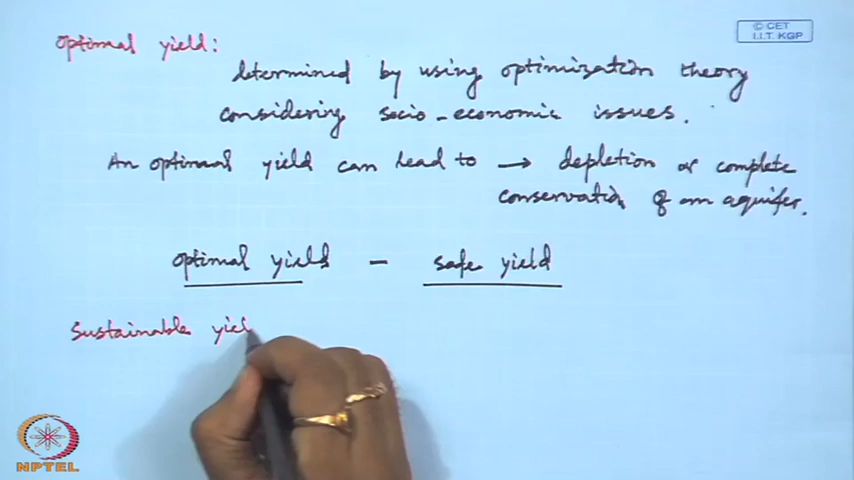 © CET
I.I.T. KGP
Optimal yield:
determined by using optimization theory
considering socio-economic issues.
An optimal yield can lead to → depletion or complete
conservation of an aquifer.
optimal yield - safe yield
Sustainable yiel
NPTEL